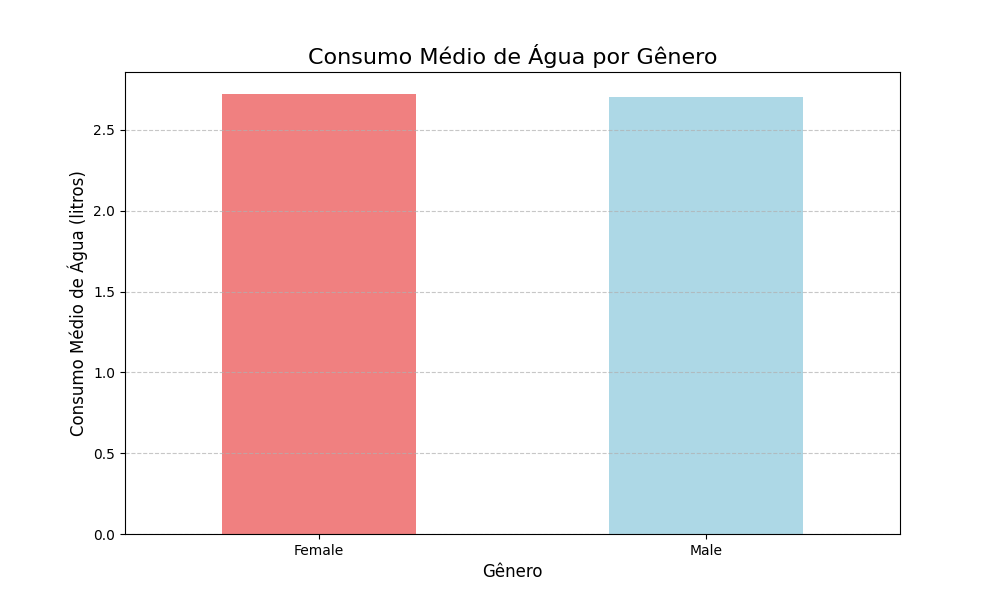 Consumo Médio de Água por Gênero
Consumo Médio de Água (litros)
2.5
2.0
1.5
1.0
0.5
0.0
Female Male
Gênero